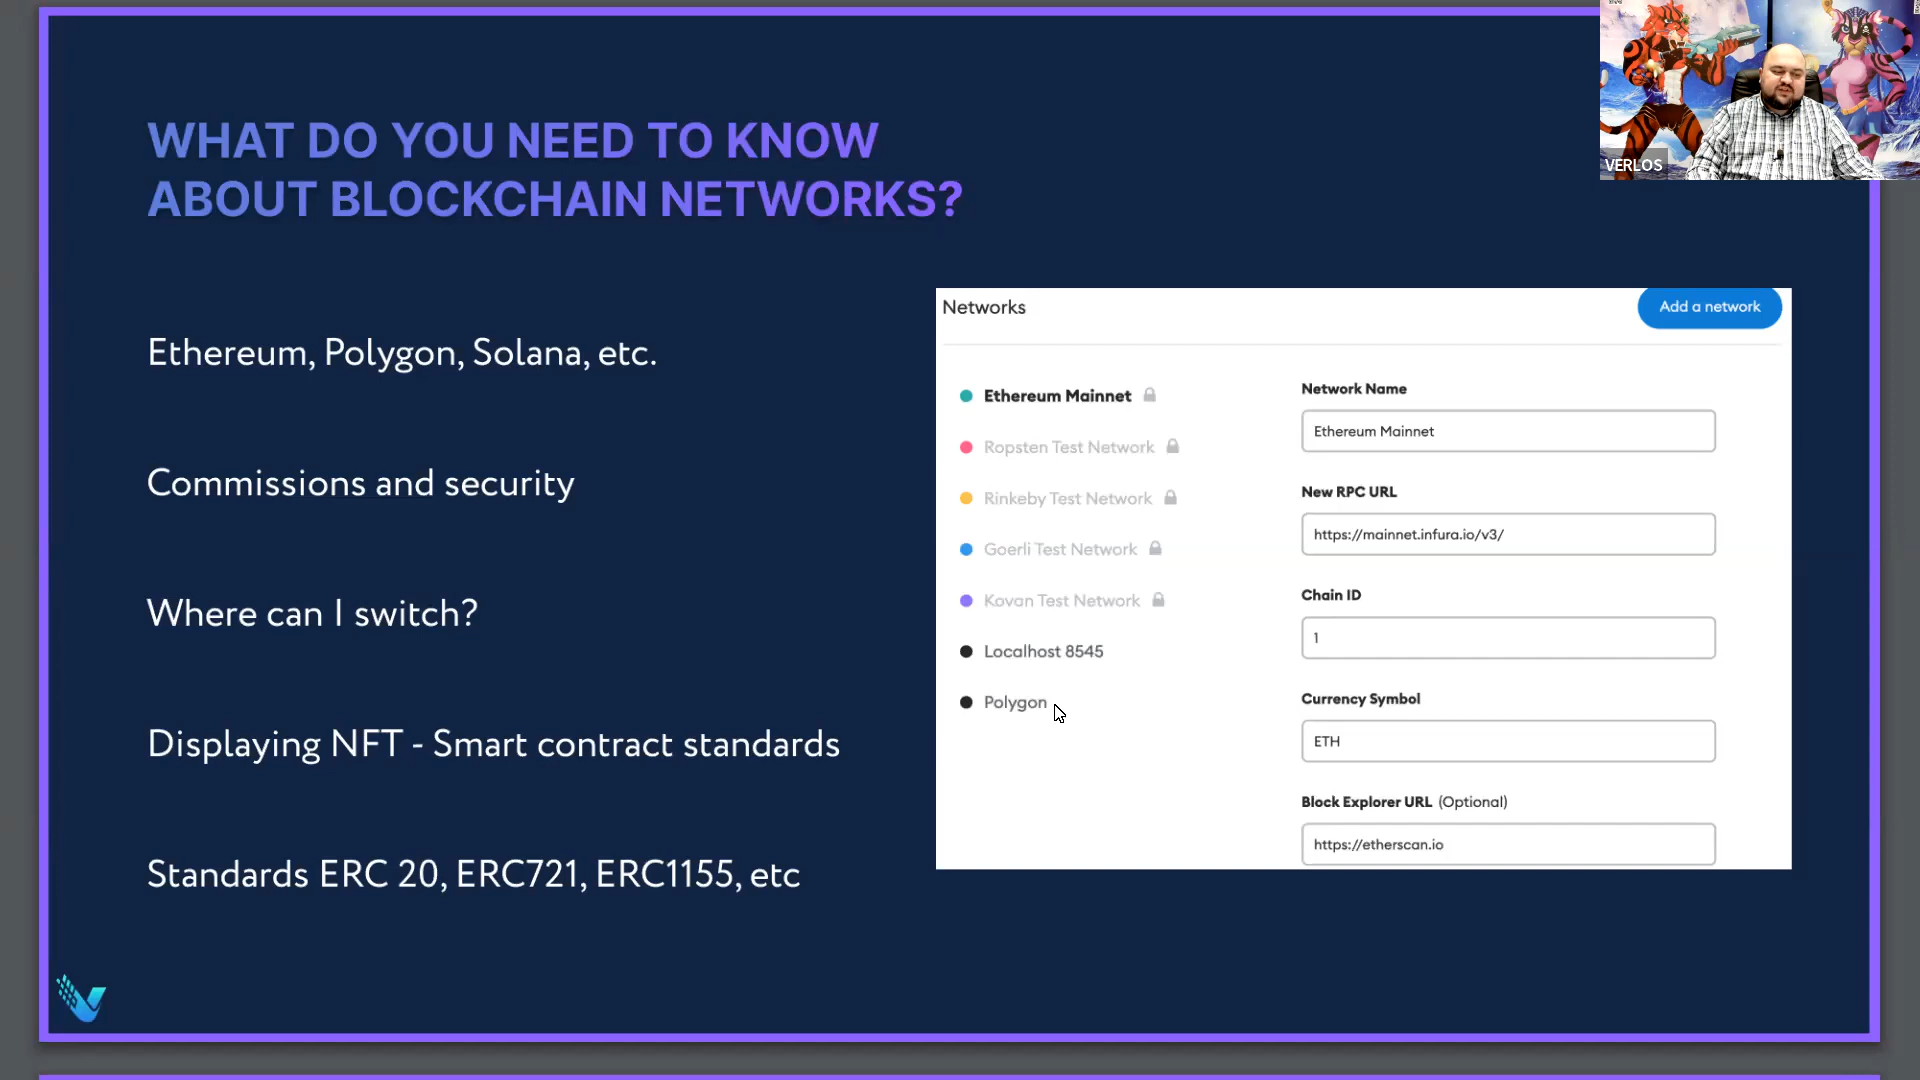 WHAT DO YOU NEED TO KNOW
ABOUT BLOCKCHAIN NETWORKS?
VERLOS
Ethereum, Polygon, Solana, etc.
Commissions and security
Where can I switch?
Displaying NFT - Smart contract standards
Standards ERC 20, ERC721, ERC1155, etc
Networks
Add a network
Ethereum Mainnet
Ropsten Test Network
Rinkeby Test Network
Goerli Test Network
Kovan Test Network
Localhost 8545
Polygon
Network Name
Ethereum Mainnet
New RPC URL
https://mainnet.infura.io/v3/
Chain ID
1
Currency Symbol
ETH
Block Explorer URL (Optional)
https://etherscan.io